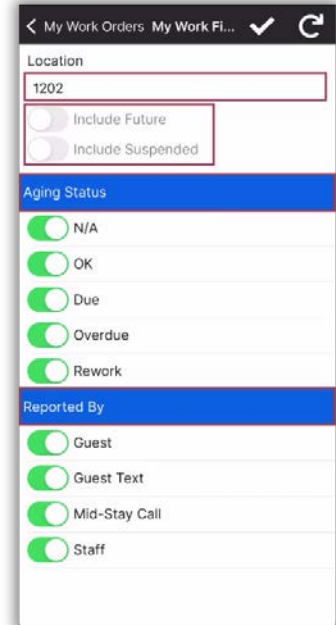 My Work Orders My Work Fi...
Location
1202
Include Future
Include Suspended
Aging Status
N/A
OK
Due
Overdue
Rework
Reported By
Guest
Guest Text
Mid-Stay Call
Staff